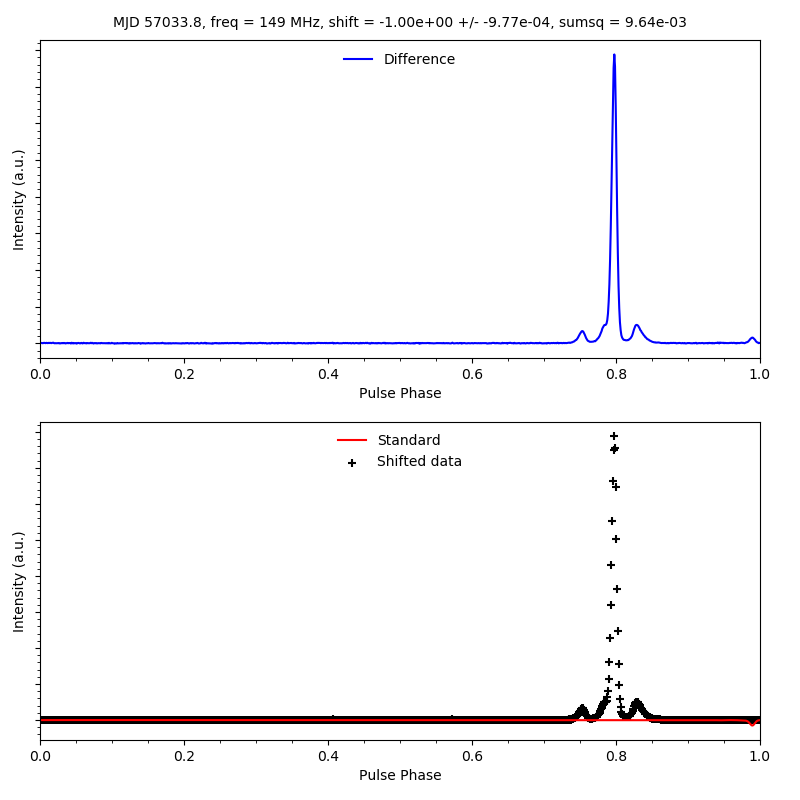 MJD 57033.8, freq = 149 MHz, shift = -1.00e+00 +/- -9.77e-04, sumsq = 9.64e-03
Difference
Intensity (a.u.)
0.0 0.2 0.4 0.6 0.8 1.0
Pulse Phase
Standard
Shifted data
Intensity (a.u.)
0.0 0.2 0.4 0.6 0.8 1.0
Pulse Phase